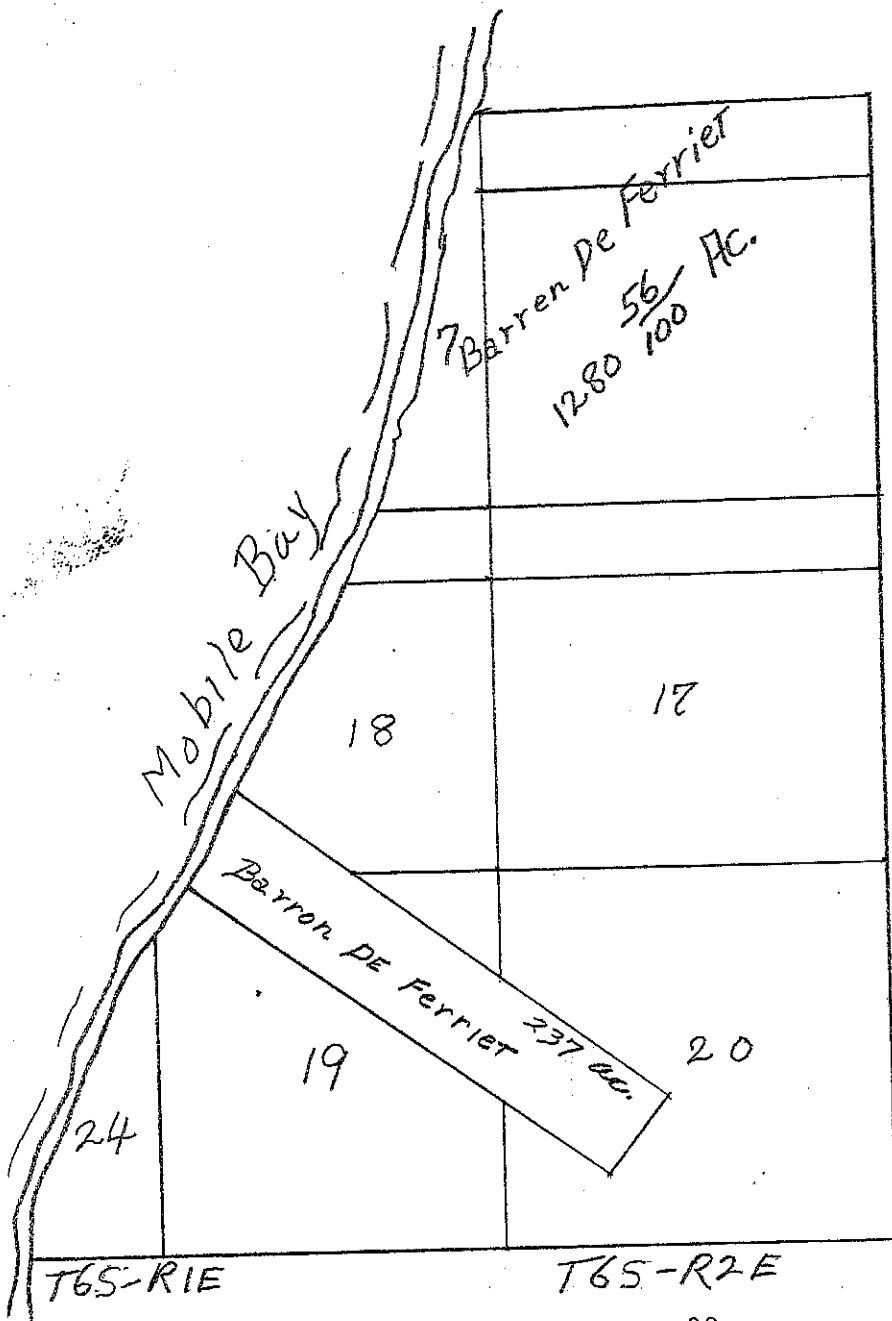 Barren De Ferriet
7
1280 56/100 Ac.
Mobile Bay
18
17
Barron DE Ferriet 237 ac.
19
20
24
T6S-R1E
T6S-R2E